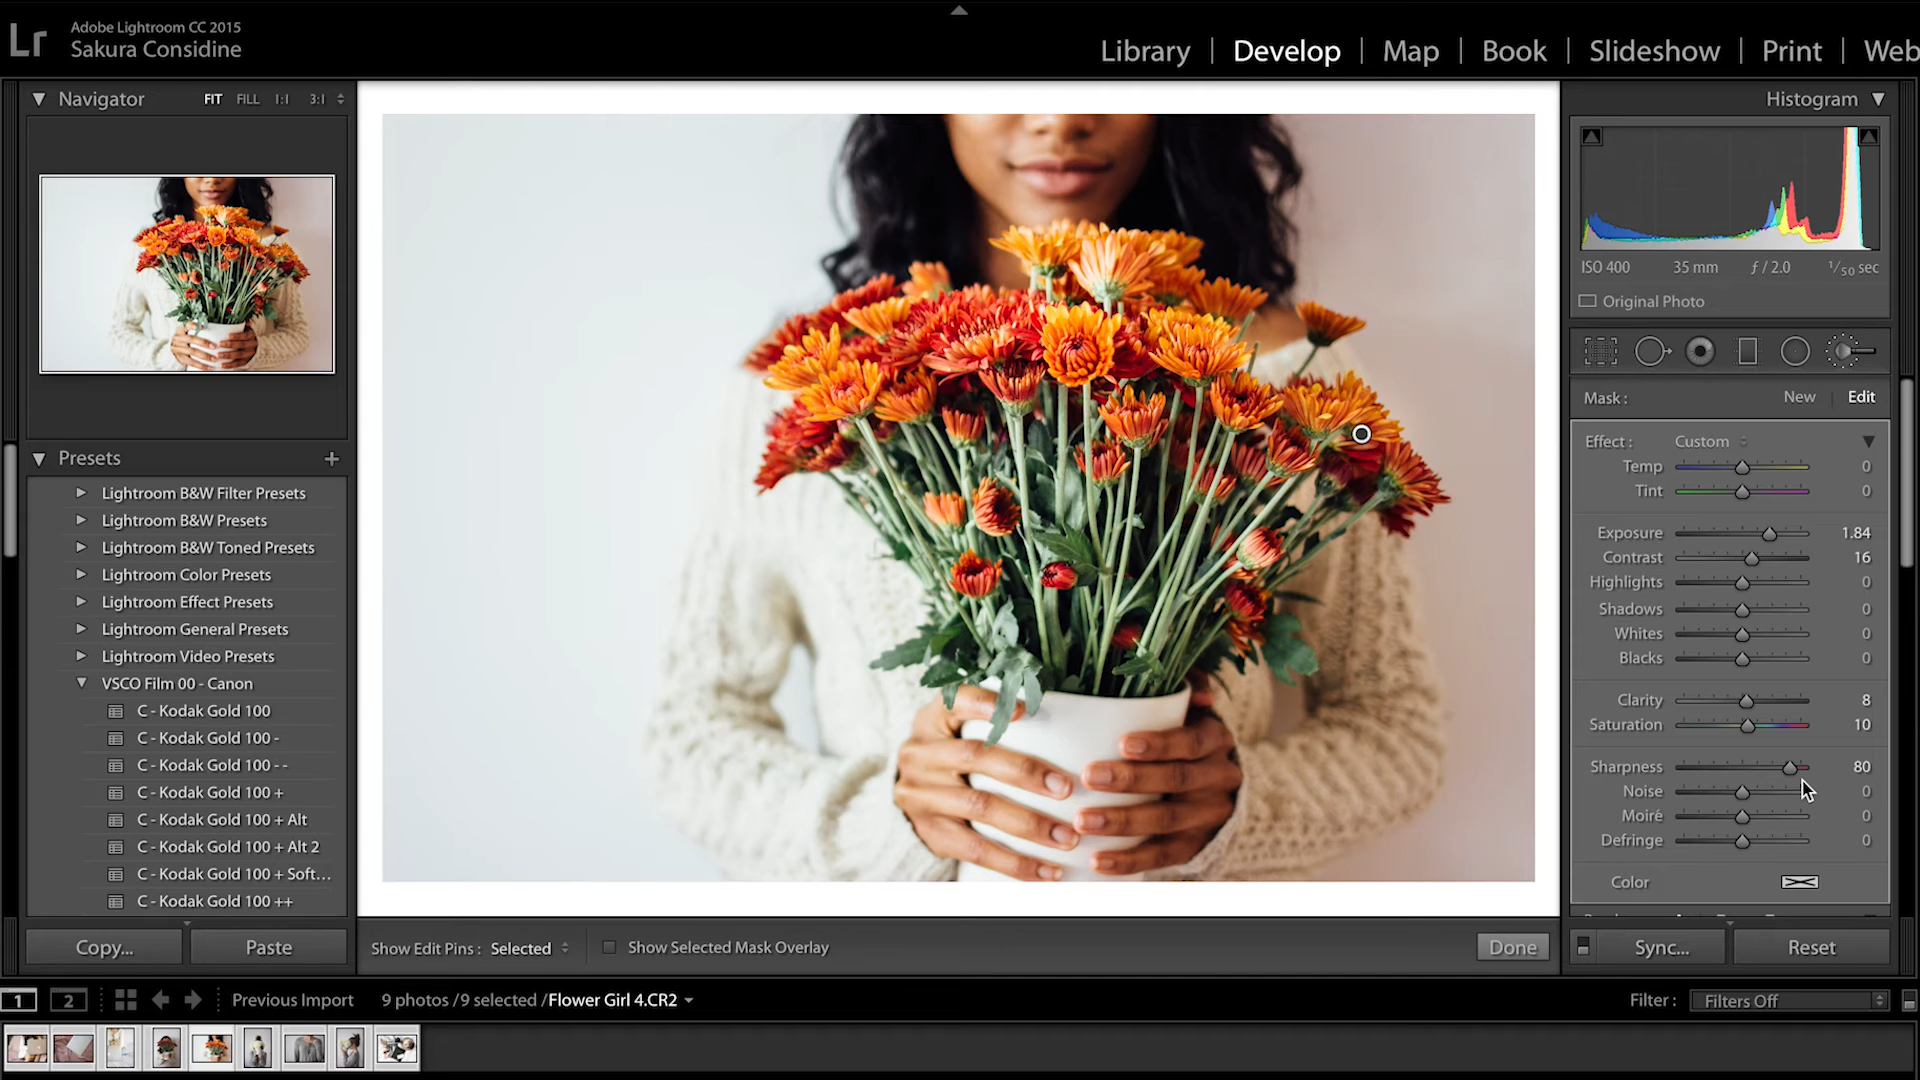 Lr
Adobe Lightroom CC 2015
Sakura Considine
Library | Develop | Map | Book | Slideshow | Print | Web
Navigator FIT FILL 1:1 3:1
Histogram
ISO 400 35 mm ƒ / 2.0 1/50 sec
Original Photo
Mask : New Edit
Effect : Custom
Temp 0
Tint 0
Exposure 1.84
Contrast 16
Highlights 0
Shadows 0
Whites 0
Blacks 0
Clarity 8
Saturation 10
Sharpness 80
Noise 0
Moiré 0
Defringe 0
Color
Presets +
Lightroom B&W Filter Presets
Lightroom B&W Presets
Lightroom B&W Toned Presets
Lightroom Color Presets
Lightroom Effect Presets
Lightroom General Presets
Lightroom Video Presets
VSCO Film 00 - Canon
C - Kodak Gold 100
C - Kodak Gold 100 -
C - Kodak Gold 100 - -
C - Kodak Gold 100 +
C - Kodak Gold 100 + Alt
C - Kodak Gold 100 + Alt 2
C - Kodak Gold 100 + Soft...
C - Kodak Gold 100 ++
Copy... Paste
Show Edit Pins : Selected Show Selected Mask Overlay Done
Sync... Reset
1 2 Previous Import 9 photos /9 selected /Flower Girl 4.CR2
Filter : Filters Off